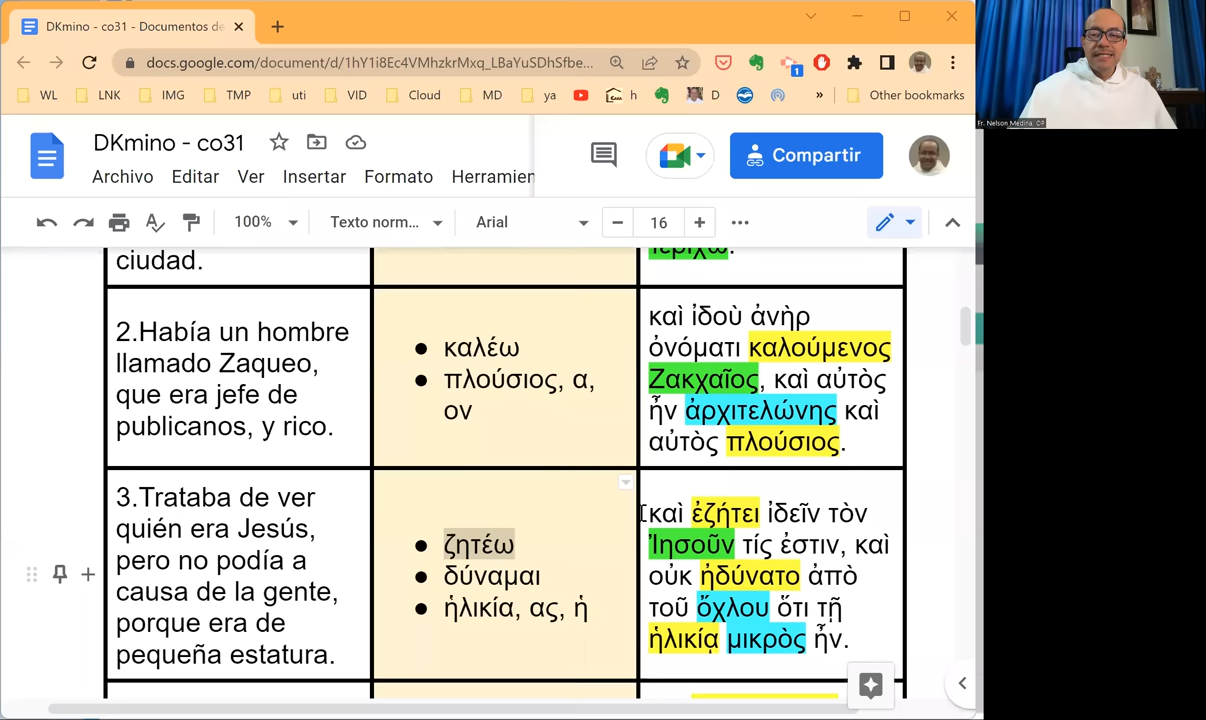 DKmino - co31 - Documentos de
docs.google.com/document/d/1hY1i8Ec4VMhzkrMxq_LBaYuSDhSfbe...
1
WL LNK IMG TMP uti VID Cloud MD ya h D » Other bookmarks
Fr. Nelson Medina, OP
DKmino - co31
Compartir
Archivo Editar Ver Insertar Formato Herramien
100% Texto norm... Arial 16
ciudad.
Ἰεριχώ.
2.Había un hombre
llamado Zaqueo,
que era jefe de
publicanos, y rico.
● καλέω
● πλούσιος, α,
ον
καὶ ἰδοὺ ἀνὴρ
ὀνόματι καλούμενος
Ζακχαῖος, καὶ αὐτὸς
ἦν ἀρχιτελώνης καὶ
αὐτὸς πλούσιος.
3.Trataba de ver
quién era Jesús,
pero no podía a
causa de la gente,
porque era de
pequeña estatura.
● ζητέω
● δύναμαι
● ἡλικία, ας, ἡ
καὶ ἐζήτει ἰδεῖν τὸν
Ἰησοῦν τίς ἐστιν, καὶ
οὐκ ἠδύνατο ἀπὸ
τοῦ ὄχλου ὅτι τῇ
ἡλικίᾳ μικρὸς ἦν.